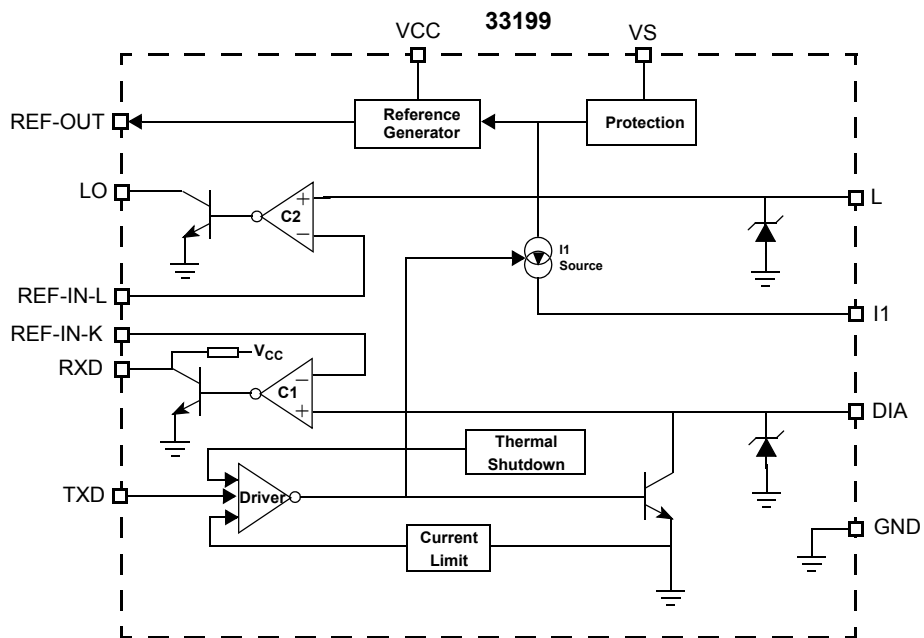 33199
VCC
VS
REF-OUT
Reference
Generator
Protection
LO
+
C2
−
L
I1
Source
REF-IN-L
REF-IN-K
I1
RXD
VCC
−
C1
+
DIA
Thermal
Shutdown
TXD
Driver
GND
Current
Limit